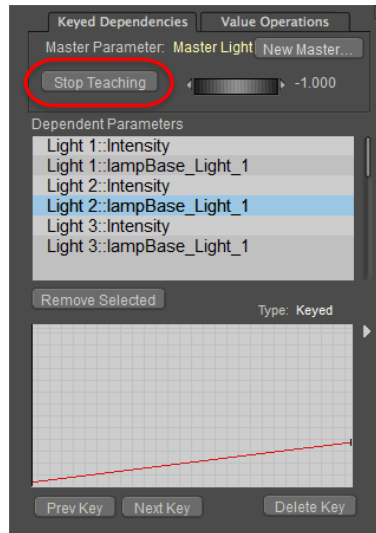 Keyed Dependencies Value Operations
Master Parameter: Master Light New Master...
Stop Teaching -1.000
Dependent Parameters
Light 1::Intensity
Light 1::lampBase_Light_1
Light 2::Intensity
Light 2::lampBase_Light_1
Light 3::Intensity
Light 3::lampBase_Light_1
Remove Selected
Type: Keyed
Prev Key Next Key Delete Key